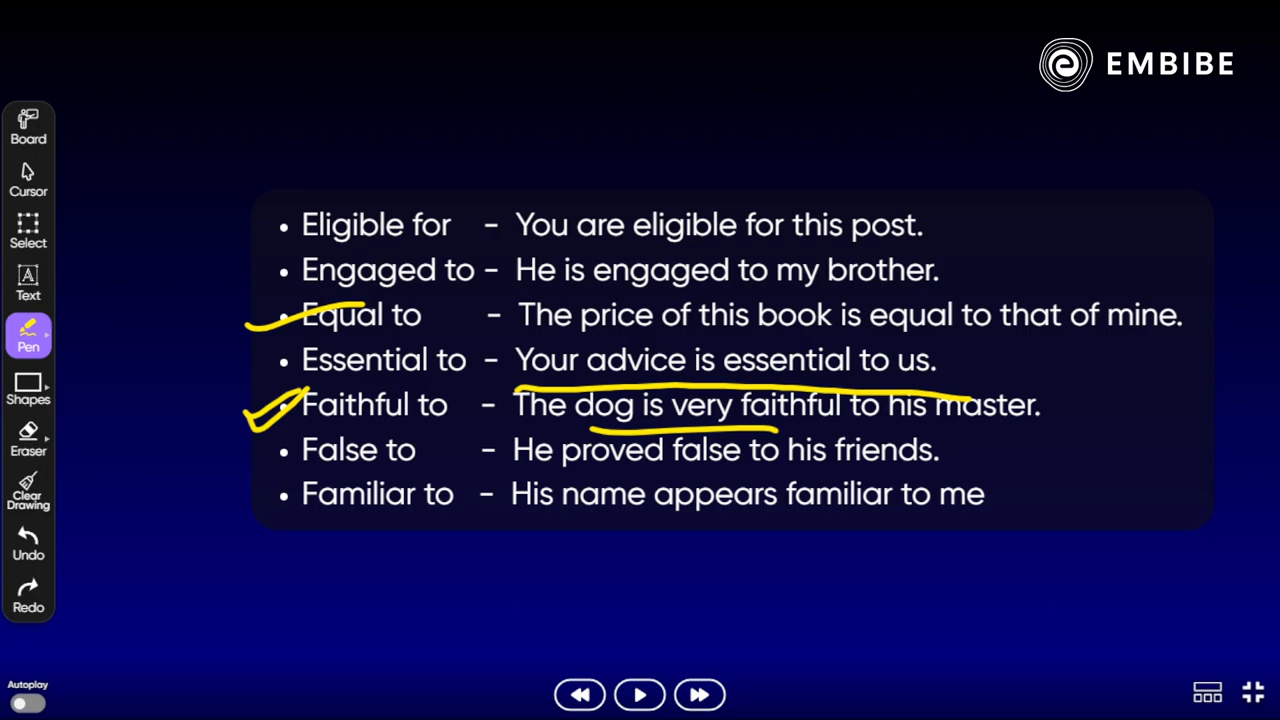 EMBIBE
Board
Cursor
Select
Text
Pen
Shapes
Eraser
Clear
Drawing
Undo
Redo
• Eligible for - You are eligible for this post.
• Engaged to - He is engaged to my brother.
• Equal to - The price of this book is equal to that of mine.
• Essential to - Your advice is essential to us.
• Faithful to - The dog is very faithful to his master.
• False to - He proved false to his friends.
• Familiar to - His name appears familiar to me
Autoplay